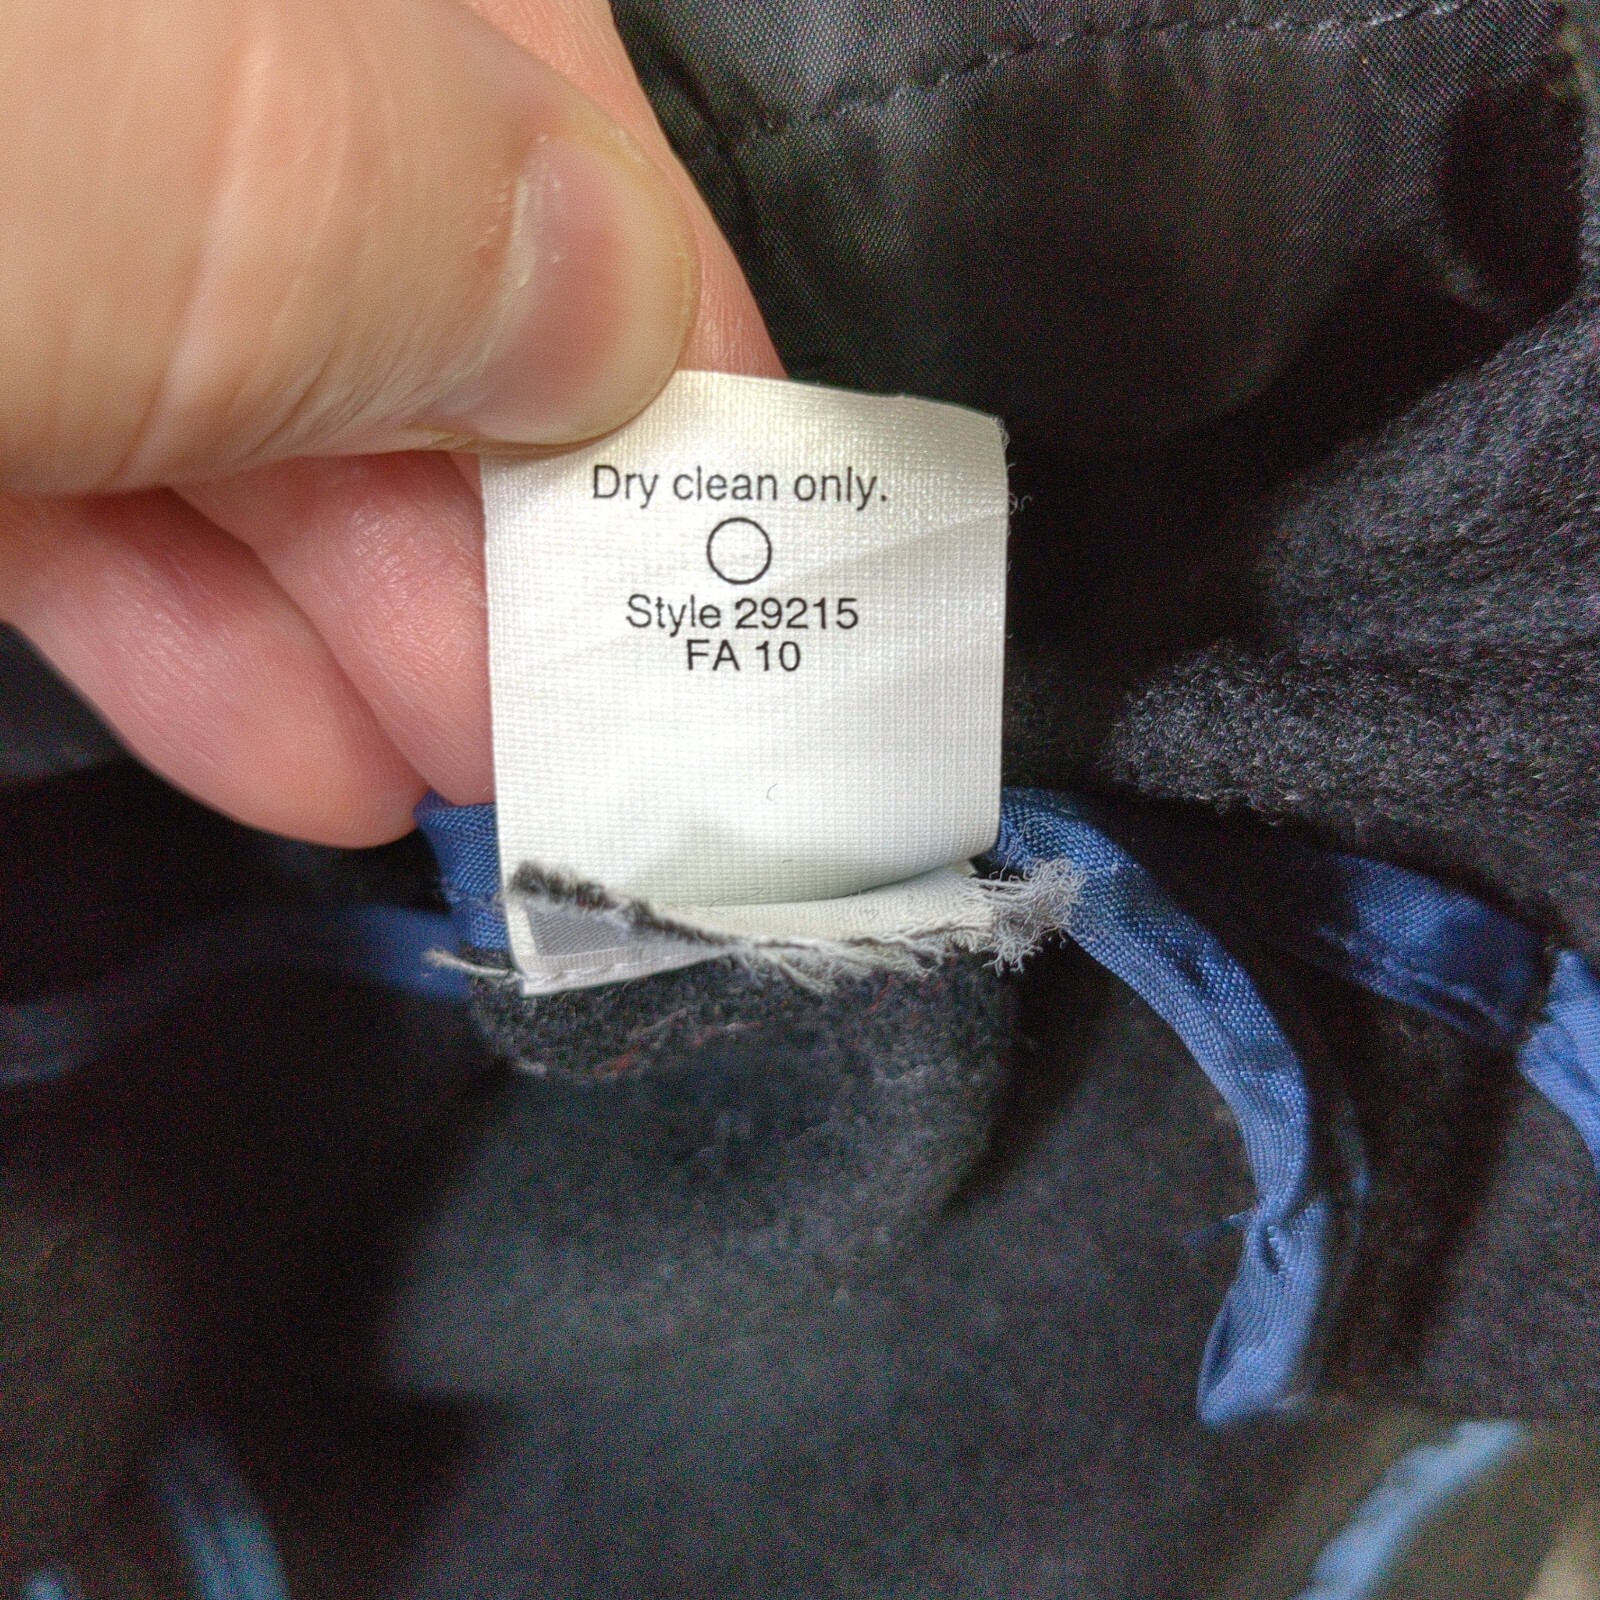 Dry clean only.
Style 29215
FA 10